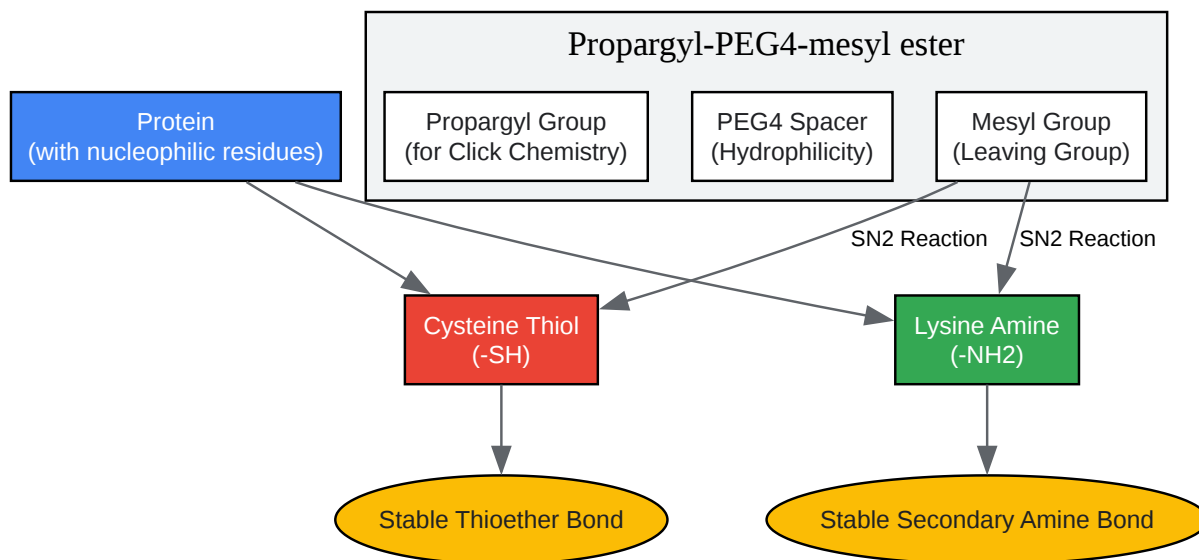 Propargyl-PEG4-mesyl ester
Protein
(with nucleophilic residues)
Propargyl Group
(for Click Chemistry)
PEG4 Spacer
(Hydrophilicity)
Mesyl Group
(Leaving Group)
SN2 Reaction
SN2 Reaction
Cysteine Thiol
(-SH)
Lysine Amine
(-NH2)
Stable Thioether Bond
Stable Secondary Amine Bond